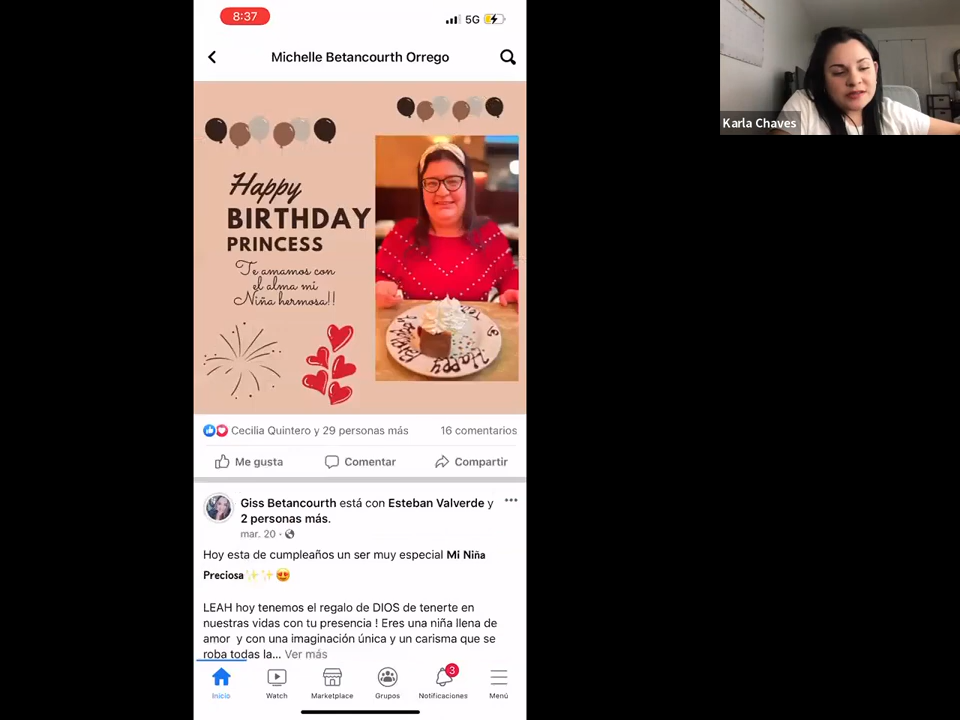 8:37
5G
Michelle Betancourth Orrego
Happy
BIRTHDAY
PRINCESS
Te amamos con
el alma mi
Niña hermosa!!
Happy
Cecilia Quintero y 29 personas más
16 comentarios
Me gusta
Comentar
Compartir
Giss Betancourth está con Esteban Valverde y
2 personas más.
mar. 20 ·
Hoy esta de cumpleaños un ser muy especial Mi Niña
Preciosa✨✨😍
LEAH hoy tenemos el regalo de DIOS de tenerte en
nuestras vidas con tu presencia ! Eres una niña llena de
amor y con una imaginación única y un carisma que se
roba todas la... Ver más
3
Inicio
Watch
Marketplace
Grupos
Notificaciones
Menú
Karla Chaves